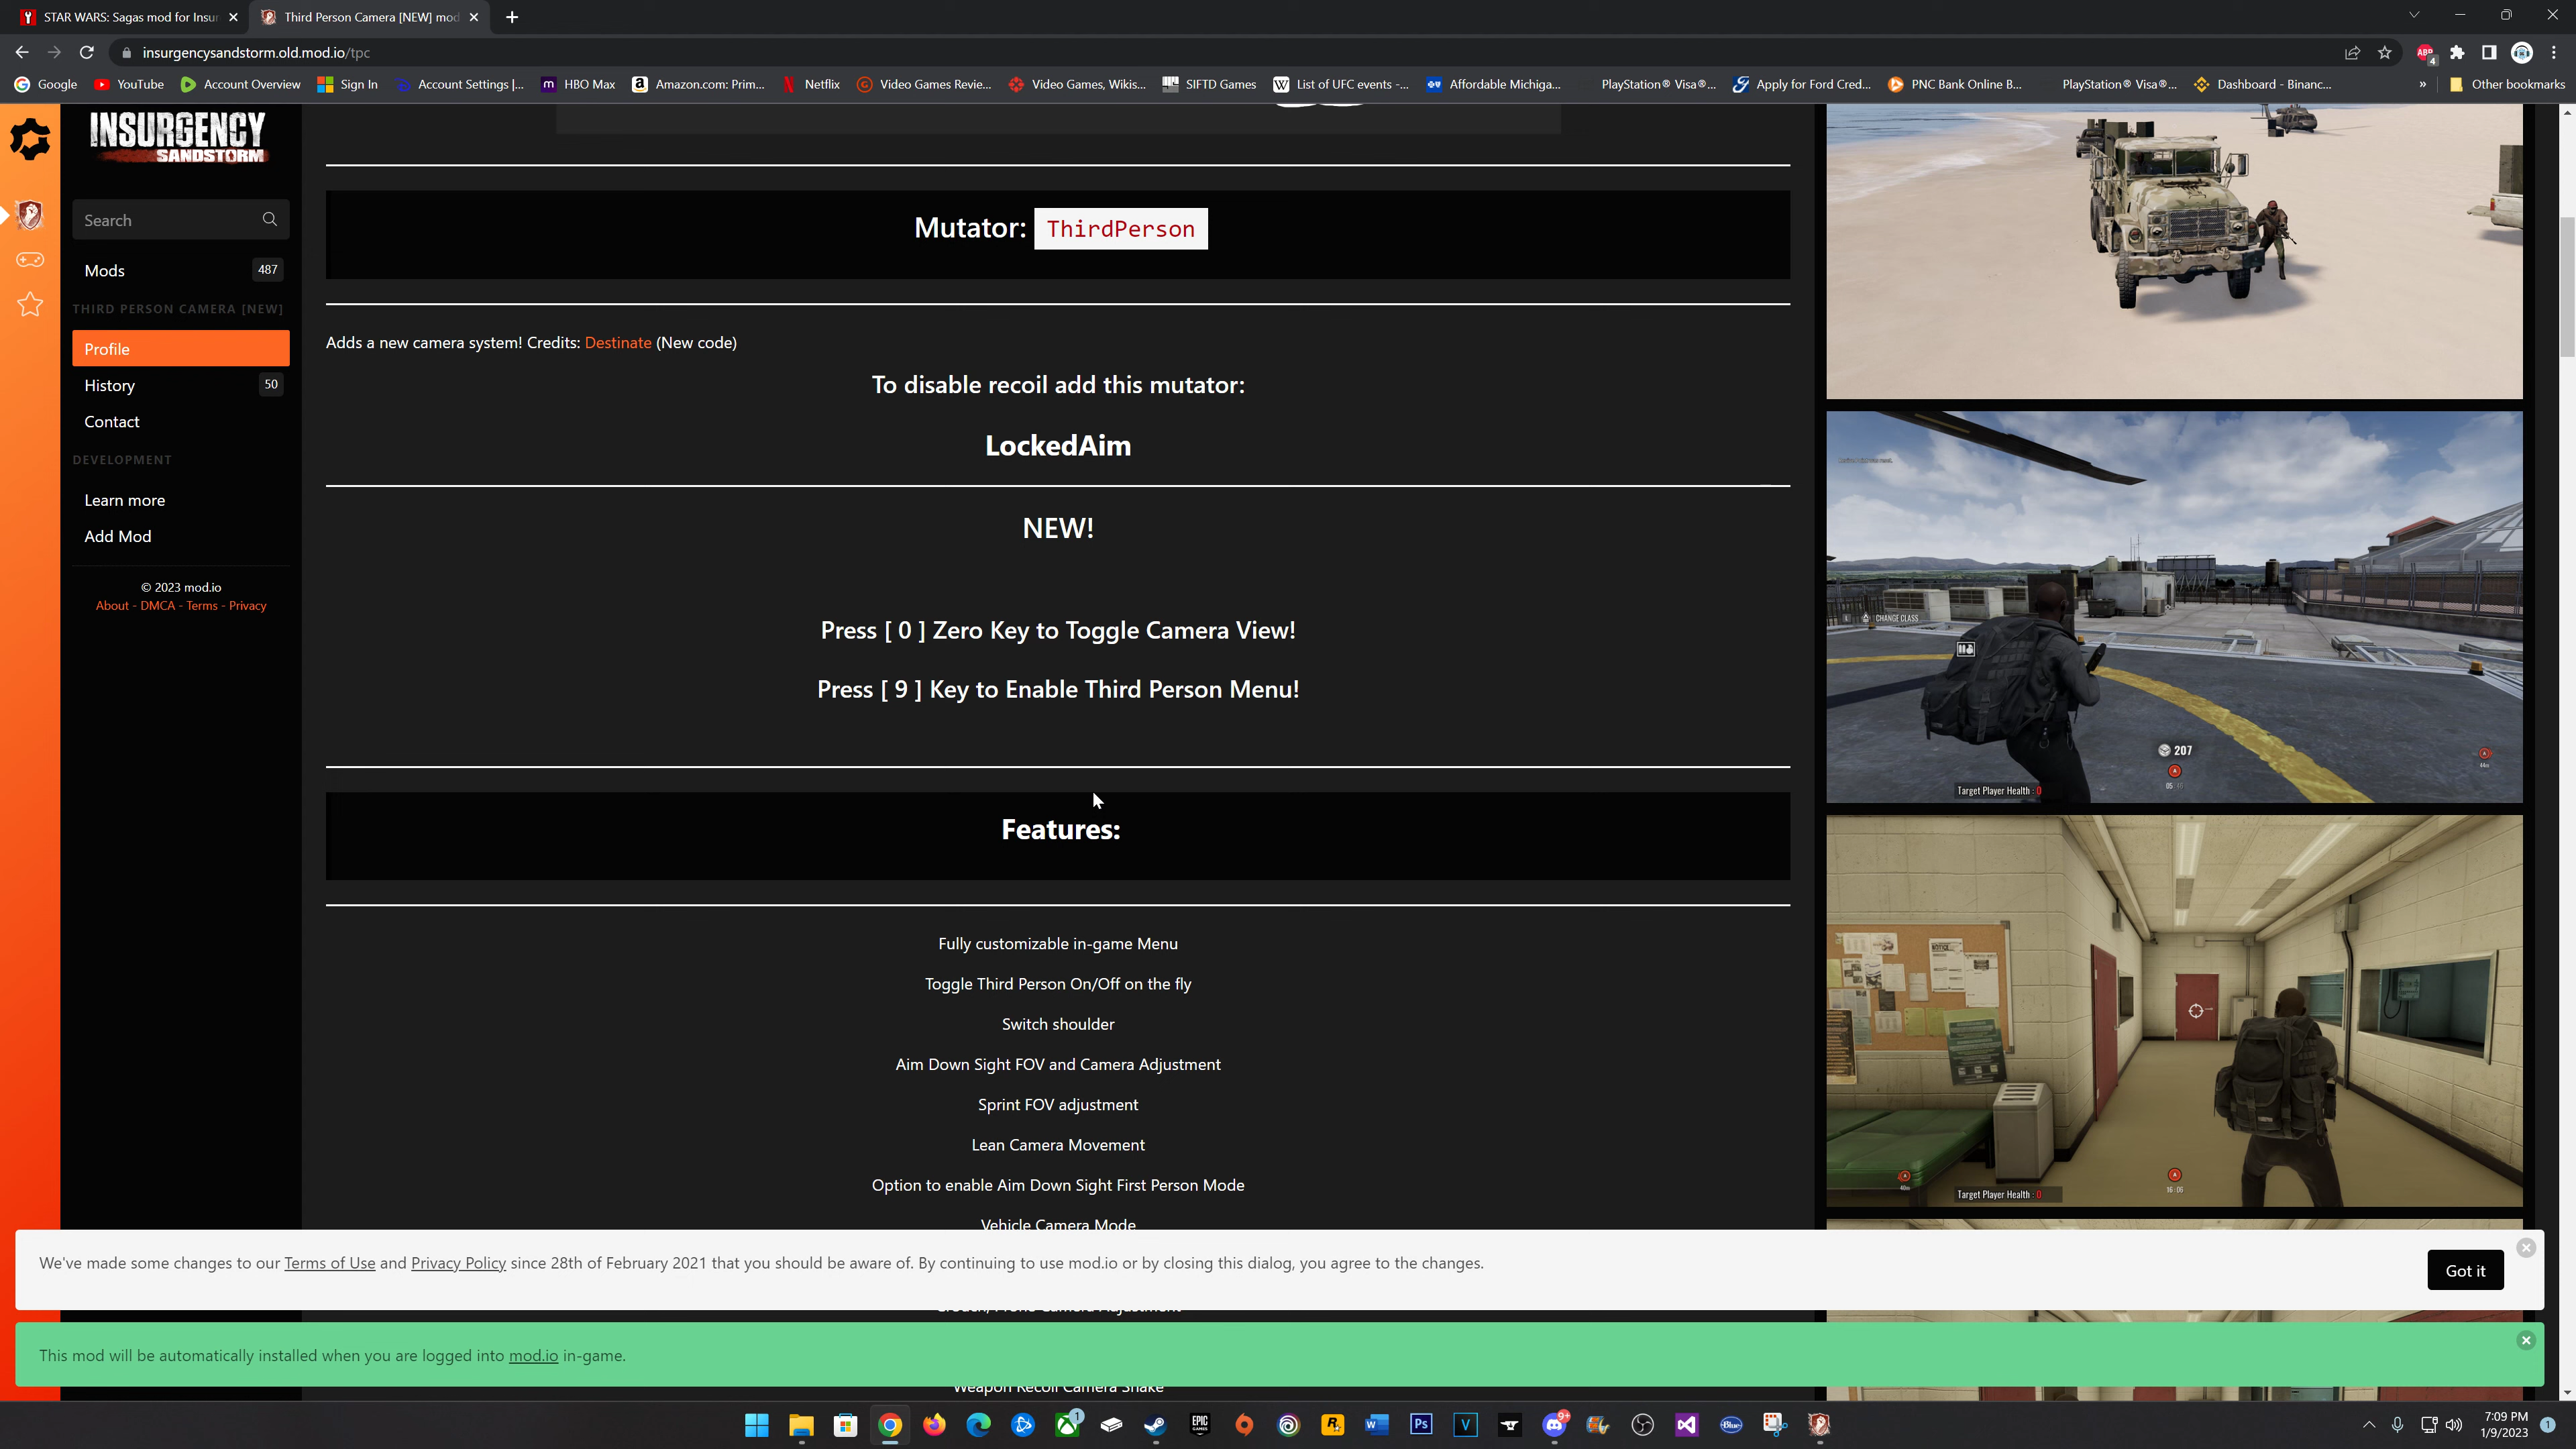 STAR WARS: Sagas mod for Insur
Third Person Camera [NEW] mod
insurgencysandstorm.old.mod.io/tpc
ABP
4
Google
YouTube
Account Overview
Sign In
Account Settings |...
HBO Max
Amazon.com: Prim...
Netflix
Video Games Revie...
Video Games, Wikis...
SIFTD Games
List of UFC events -...
Affordable Michiga...
PlayStation® Visa®...
Apply for Ford Cred...
PNC Bank Online B...
PlayStation® Visa®...
Dashboard - Binanc...
»
Other bookmarks
INSURGENCY
SANDSTORM
Search
Mods 487
THIRD PERSON CAMERA [NEW]
Profile
History 50
Contact
DEVELOPMENT
Learn more
Add Mod
© 2023 mod.io
About - DMCA - Terms - Privacy
Mutator: ThirdPerson
Adds a new camera system! Credits: Destinate (New code)
To disable recoil add this mutator:
LockedAim
NEW!
Press [ 0 ] Zero Key to Toggle Camera View!
Press [ 9 ] Key to Enable Third Person Menu!
Features:
Fully customizable in-game Menu
Toggle Third Person On/Off on the fly
Switch shoulder
Aim Down Sight FOV and Camera Adjustment
Sprint FOV adjustment
Lean Camera Movement
Option to enable Aim Down Sight First Person Mode
Vehicle Camera Mode
Weapon Recoil Camera Shake
CHANGE CLASS
207
Target Player Health : 0
Target Player Health : 0
We've made some changes to our Terms of Use and Privacy Policy since 28th of February 2021 that you should be aware of. By continuing to use mod.io or by closing this dialog, you agree to the changes.
Got it
This mod will be automatically installed when you are logged into mod.io in-game.
1
EPIC
GAMES
Ps
V
9+
Blue
7:09 PM
1/9/2023
1